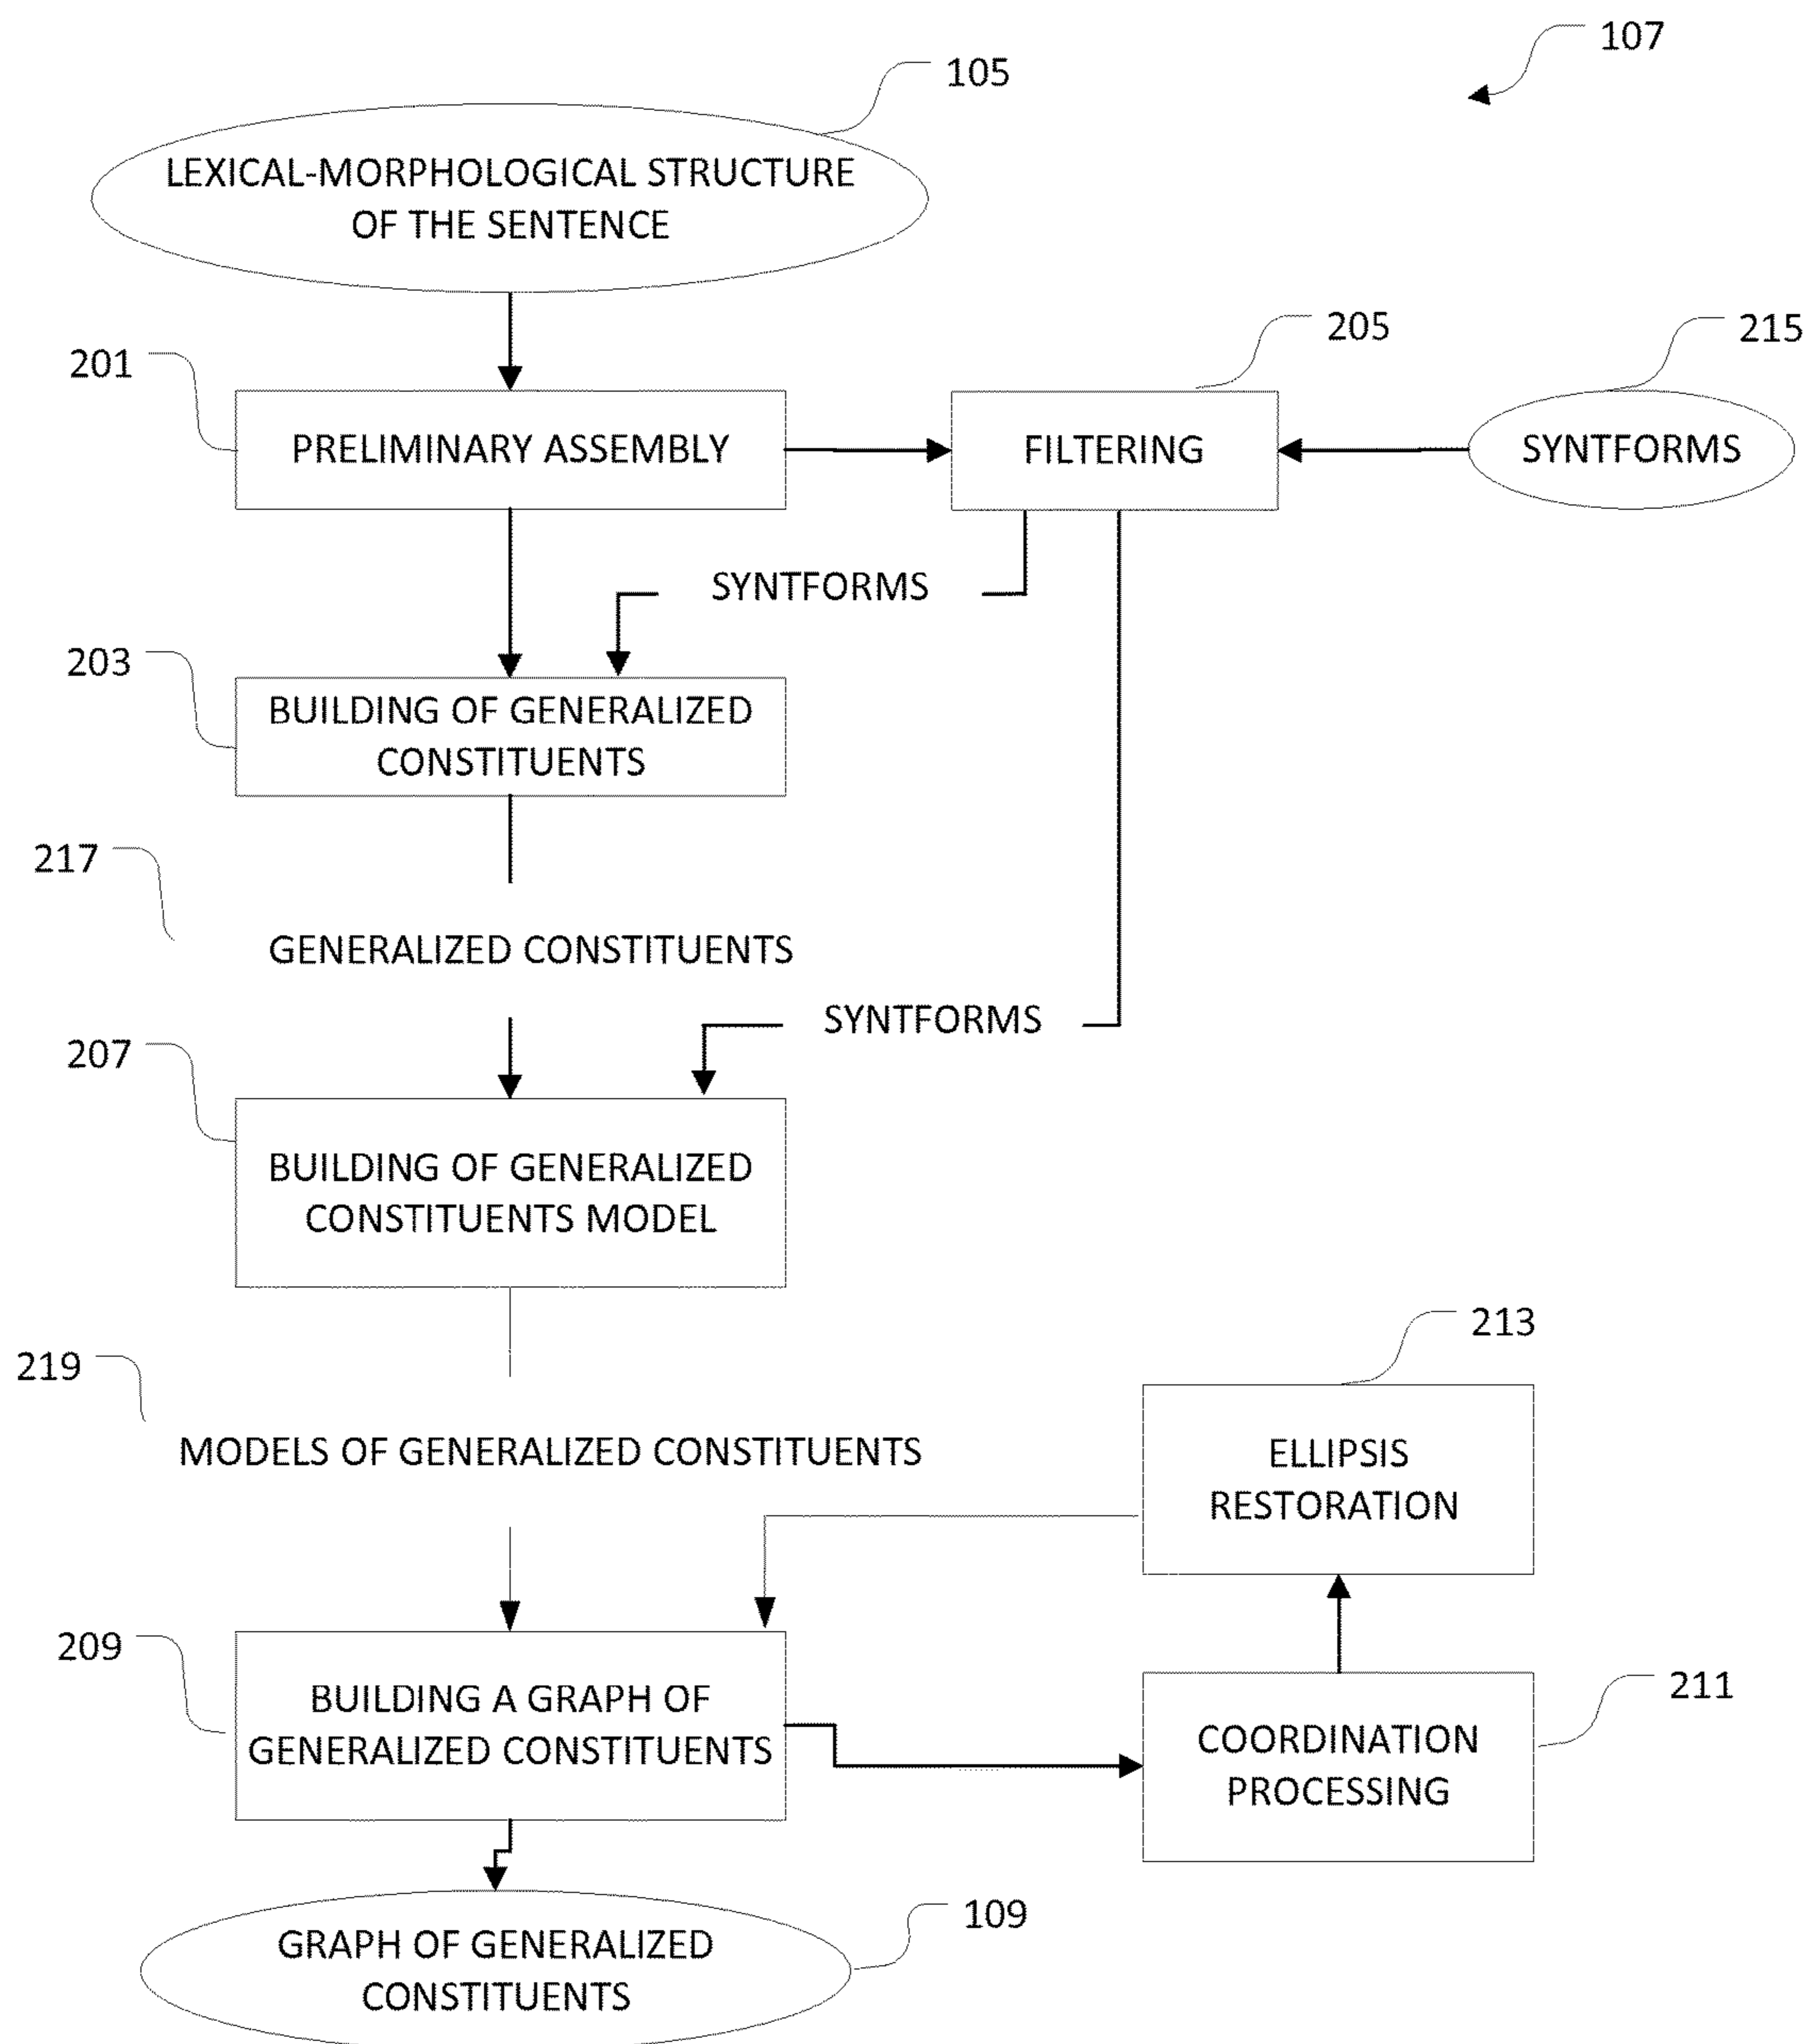 107
105
LEXICAL-MORPHOLOGICAL STRUCTURE
OF THE SENTENCE
205
215
201
PRELIMINARY ASSEMBLY
FILTERING
SYNTFORMS
SYNTFORMS
203
BUILDING OF GENERALIZED
CONSTITUENTS
217
GENERALIZED CONSTITUENTS
SYNTFORMS
207
BUILDING OF GENERALIZED
CONSTITUENTS MODEL
213
219
MODELS OF GENERALIZED CONSTITUENTS
ELLIPSIS
RESTORATION
209
BUILDING A GRAPH OF
GENERALIZED CONSTITUENTS
211
COORDINATION
PROCESSING
109
GRAPH OF GENERALIZED
CONSTITUENTS